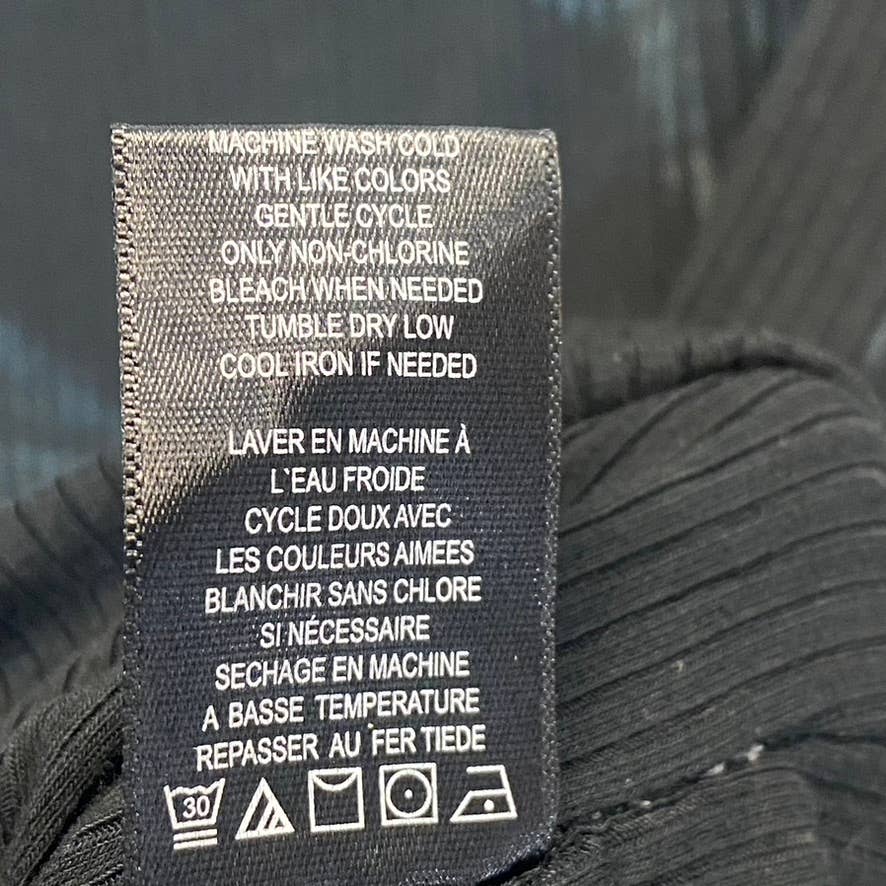 MACHINE WASH COLD
WITH LIKE COLORS
GENTLE CYCLE
ONLY NON-CHLORINE
BLEACH WHEN NEEDED
TUMBLE DRY LOW
COOL IRON IF NEEDED
LAVER EN MACHINE À
L`EAU FROIDE
CYCLE DOUX AVEC
LES COULEURS AIMEES
BLANCHIR SANS CHLORE
SI NÉCESSAIRE
SECHAGE EN MACHINE
A BASSE TEMPERATURE
REPASSER AU FER TIEDE
30